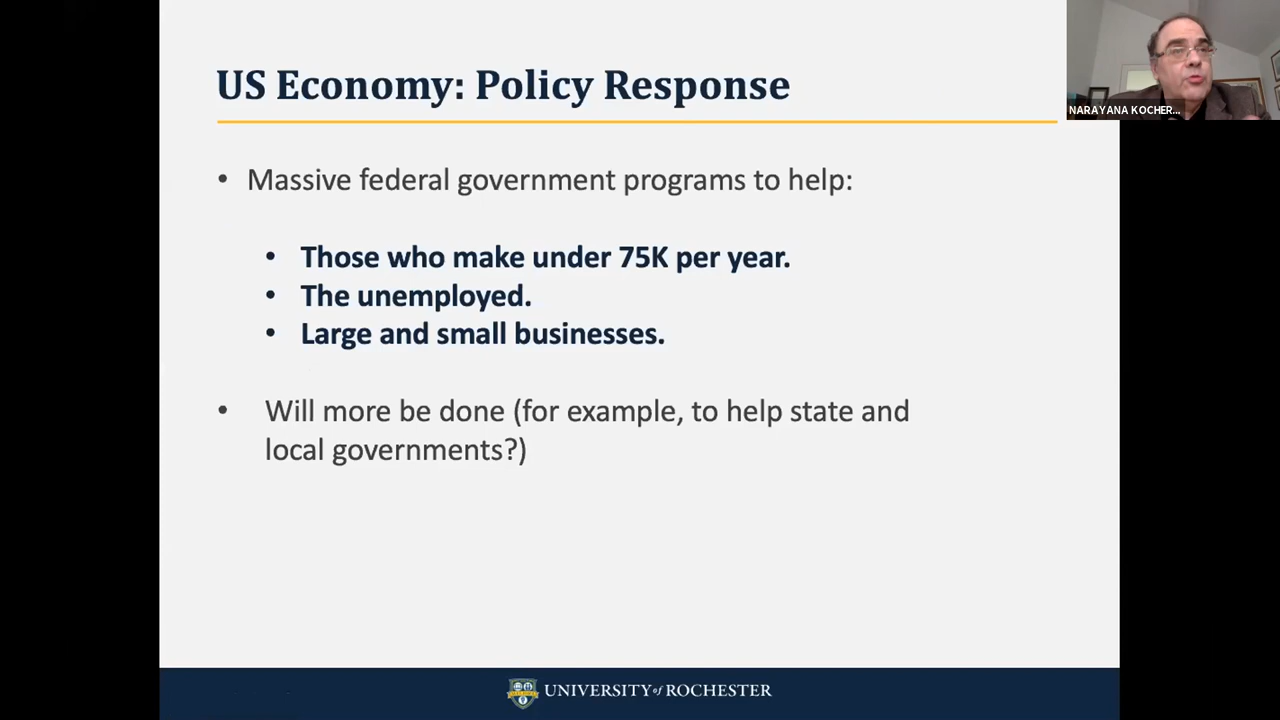 US Economy: Policy Response
NARAYANA KOCHER...
• Massive federal government programs to help:
• Those who make under 75K per year.
• The unemployed.
• Large and small businesses.
• Will more be done (for example, to help state and
local governments?)
UNIVERSITY of ROCHESTER